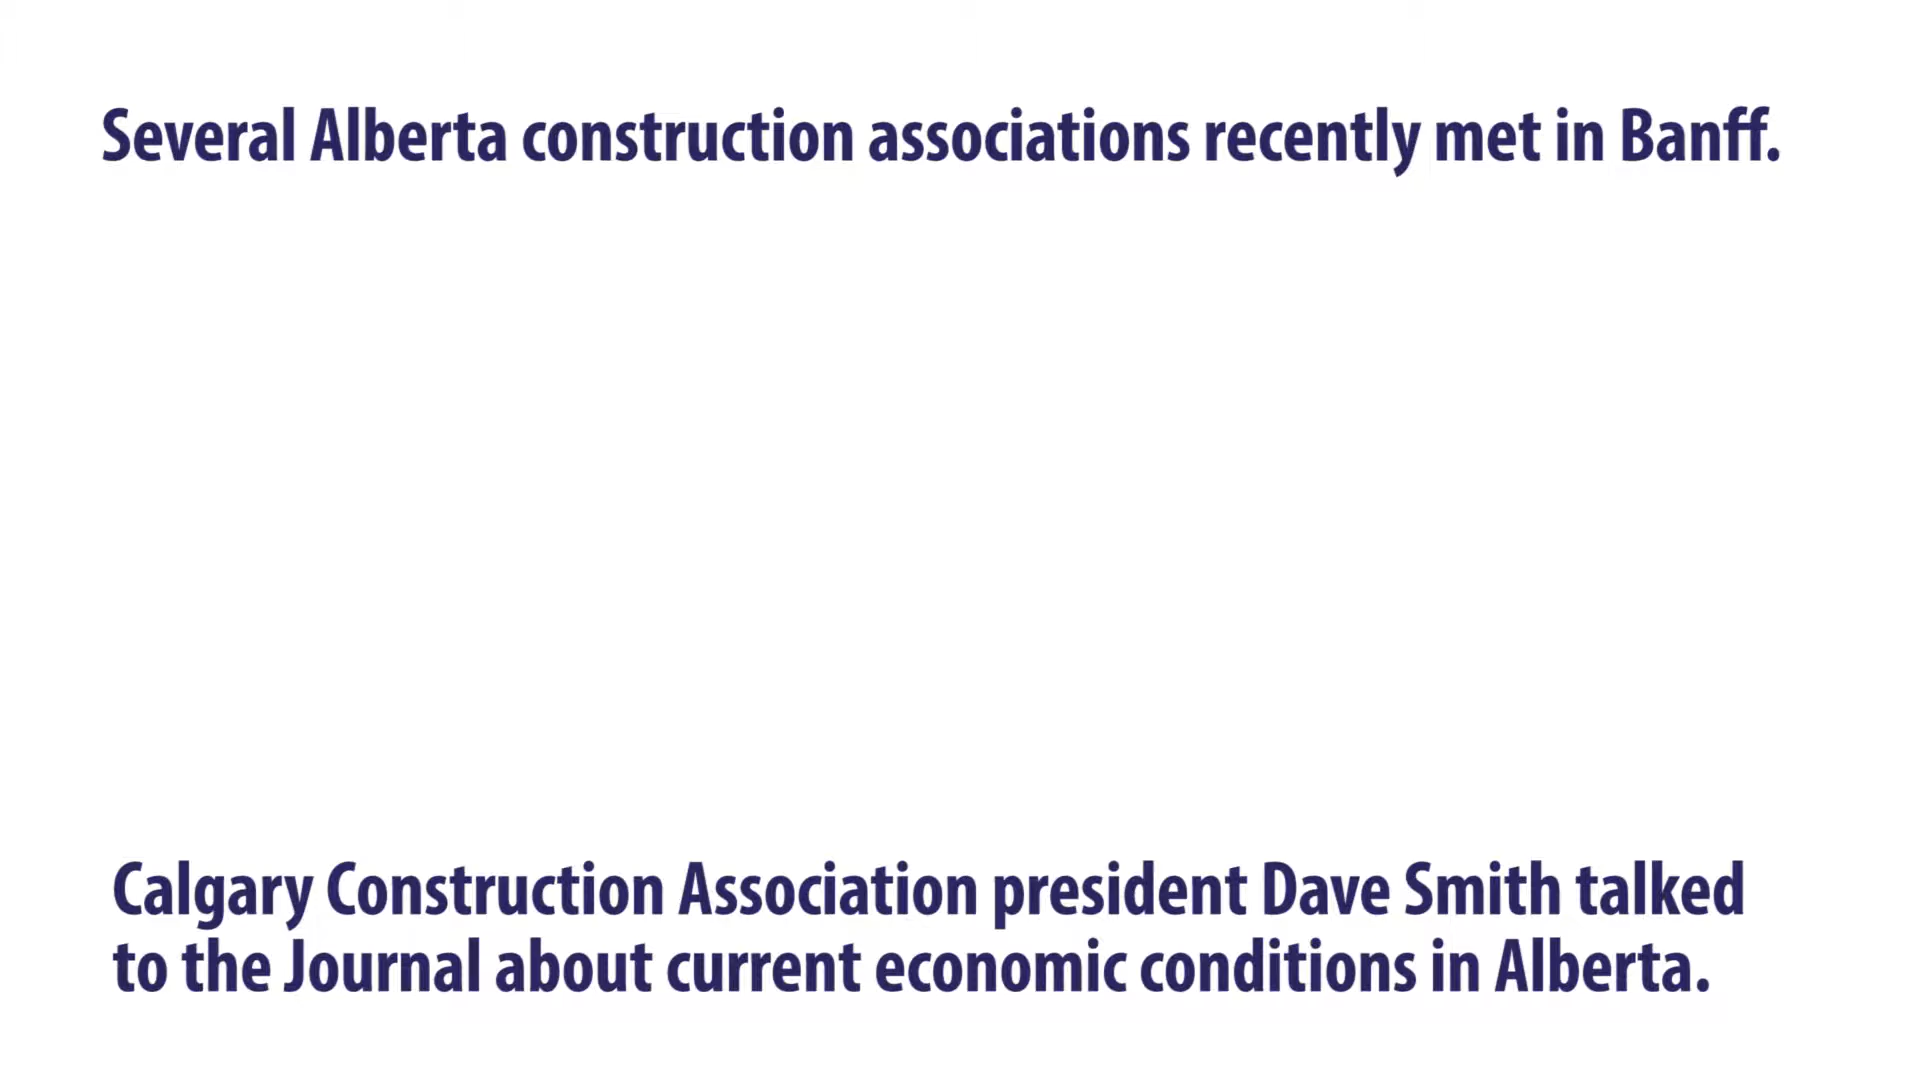 Several Alberta construction associations recently met in Banff.
Calgary Construction Association president Dave Smith talked
to the Journal about current economic conditions in Alberta.